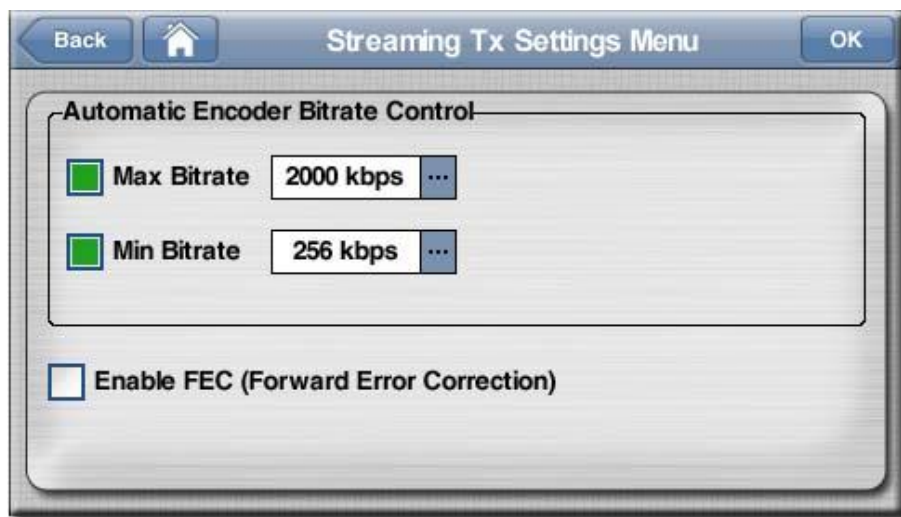 Back
Streaming Tx Settings Menu
OK
Automatic Encoder Bitrate Control
Max Bitrate 2000 kbps ...
Min Bitrate 256 kbps ...
Enable FEC (Forward Error Correction)